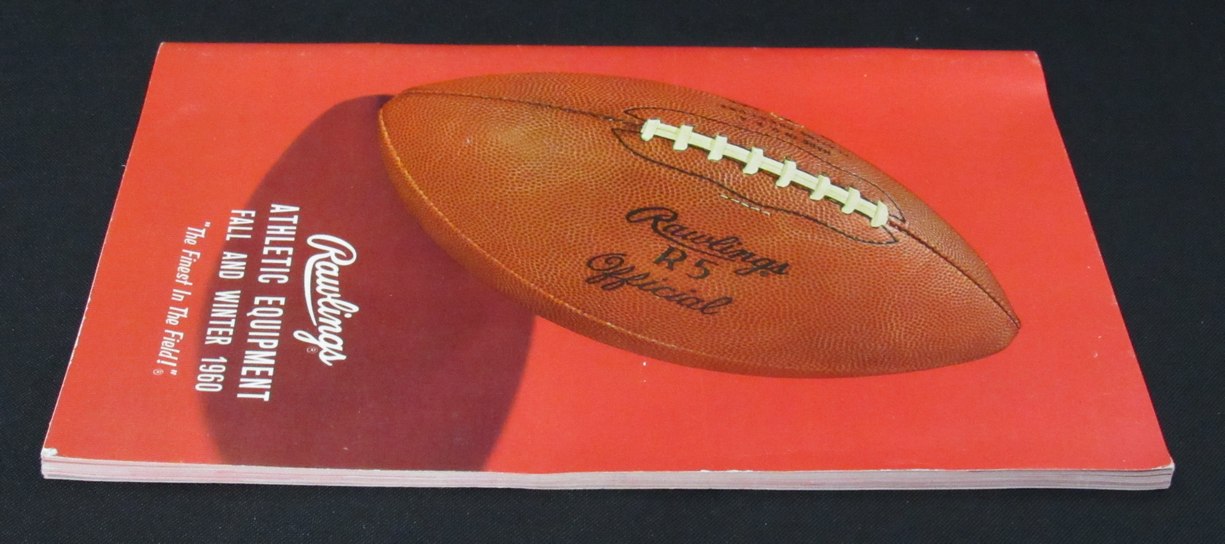 Rawlings
R5
Official
Rawlings®
ATHLETIC EQUIPMENT
FALL AND WINTER 1960
"The Finest In The Field!"®